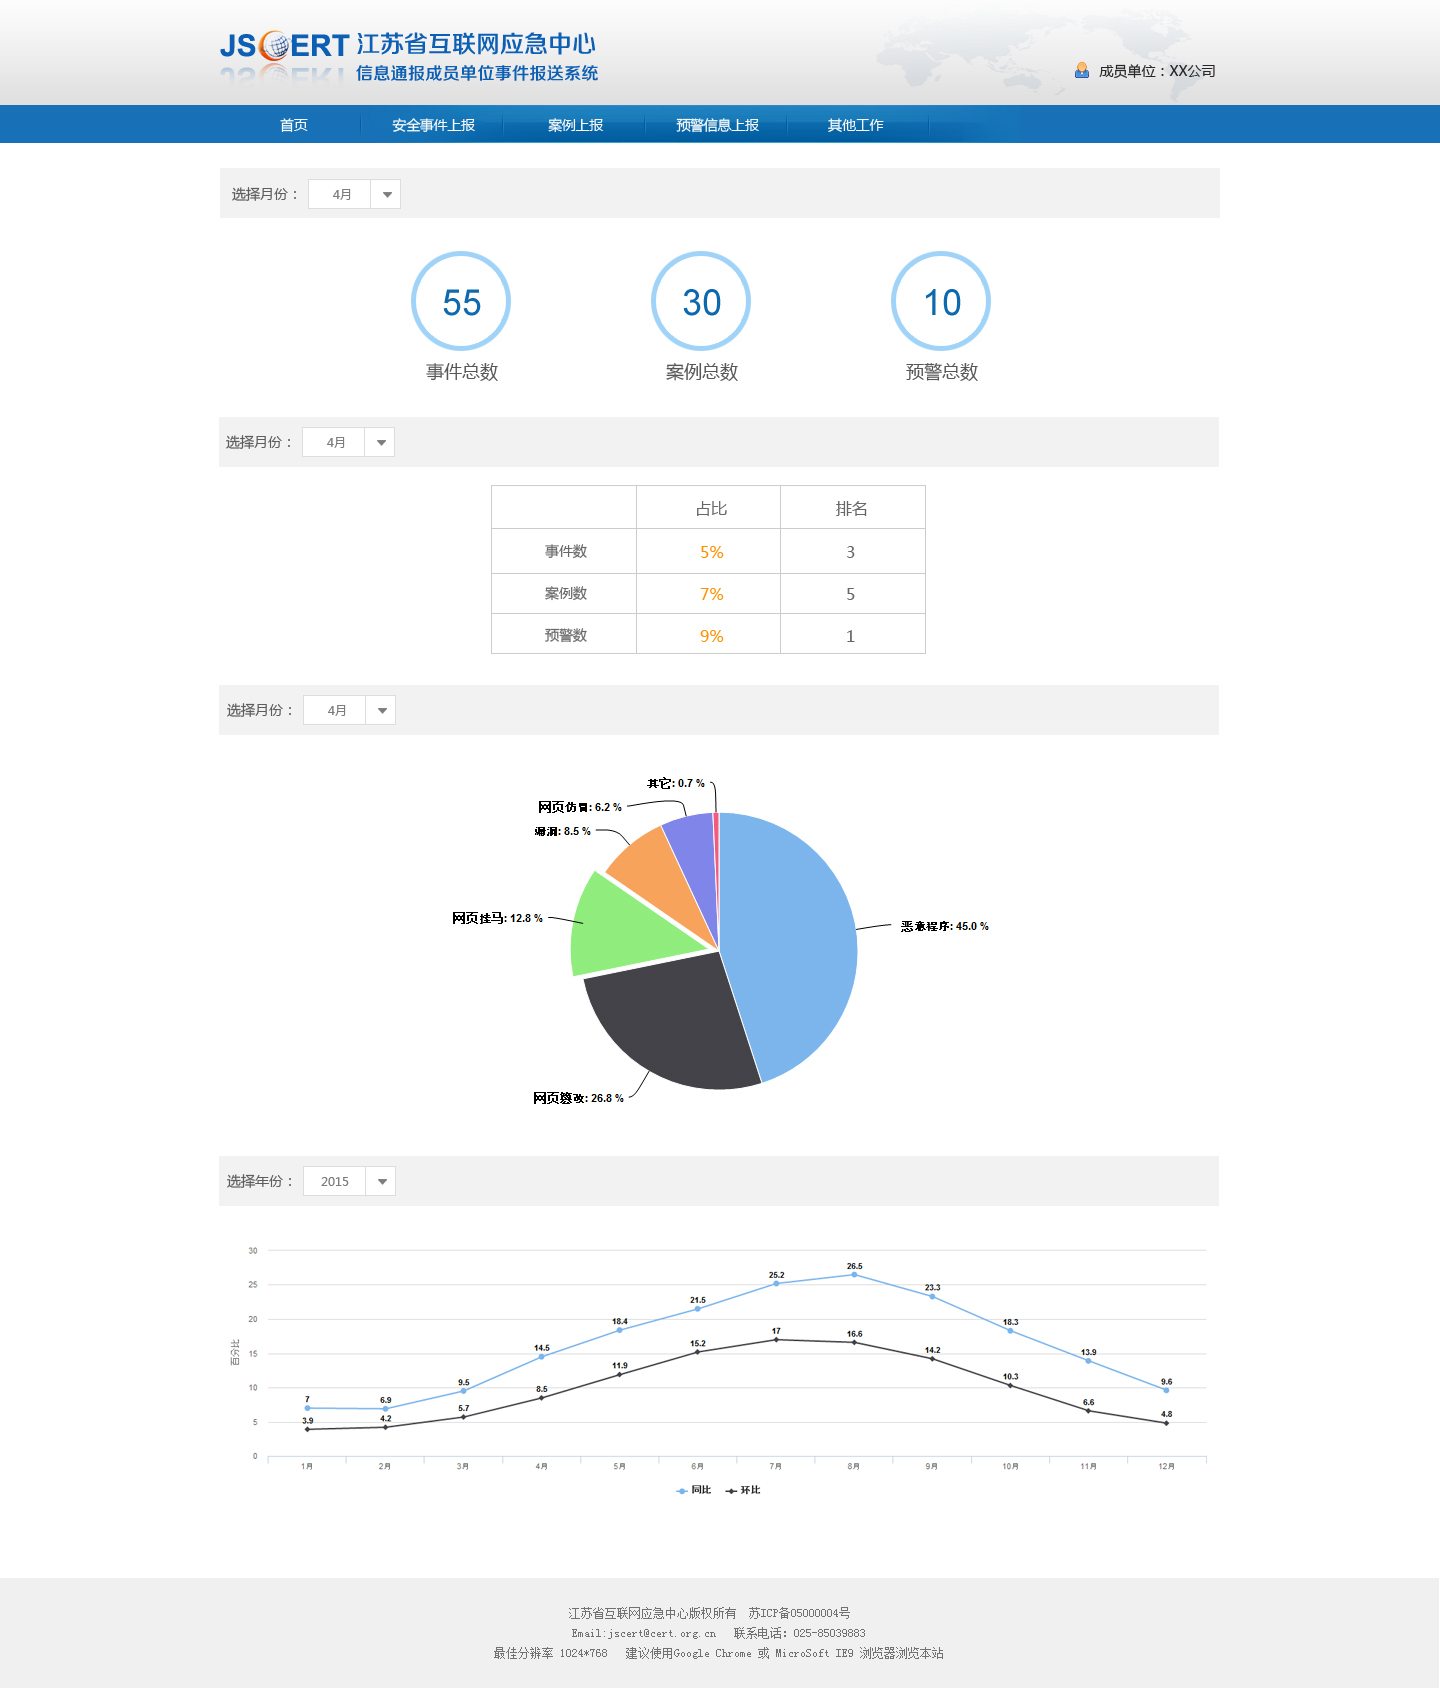 JSCERT 江苏省互联网应急中心
信息通报成员单位事件报送系统
成员单位：XX公司
首页 安全事件上报 案例上报 预警信息上报 其他工作
选择月份： 4月
55 30 10
事件总数 案例总数 预警总数
选择月份： 4月
占比 排名
事件数 5% 3
案例数 7% 5
预警数 9% 1
选择月份： 4月
其它: 0.7 %
网页仿冒: 6.2 %
漏洞: 8.5 %
网页挂马: 12.8 %
恶意程序: 45.0 %
网页篡改: 26.8 %
选择年份： 2015
百分比
30
25
20
15
10
5
0
7 6.9 9.5 14.5 18.4 21.5 25.2 26.5 23.3 18.3 13.9 9.6
3.9 4.2 5.7 8.5 11.9 15.2 17 16.6 14.2 10.3 6.6 4.8
1月 2月 3月 4月 5月 6月 7月 8月 9月 10月 11月 12月
同比 环比
江苏省互联网应急中心版权所有 苏ICP备05000004号
Email:jscert@cert.org.cn 联系电话：025-85039883
最佳分辨率 1024*768 建议使用Google Chrome 或 MicroSoft IE9 浏览器浏览本站